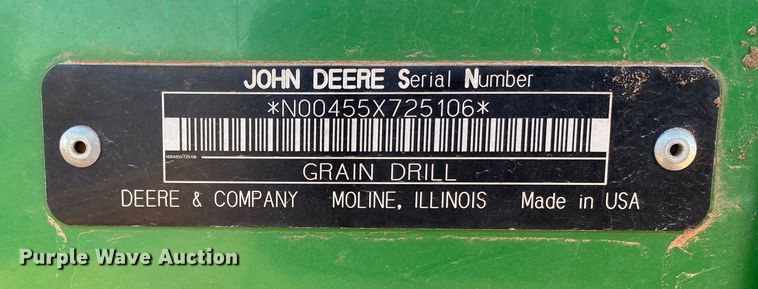 JOHN DEERE Serial Number
*N00455X725106*
N00455X725106
GRAIN DRILL
DEERE & COMPANY MOLINE, ILLINOIS Made in USA
Purple Wave Auction